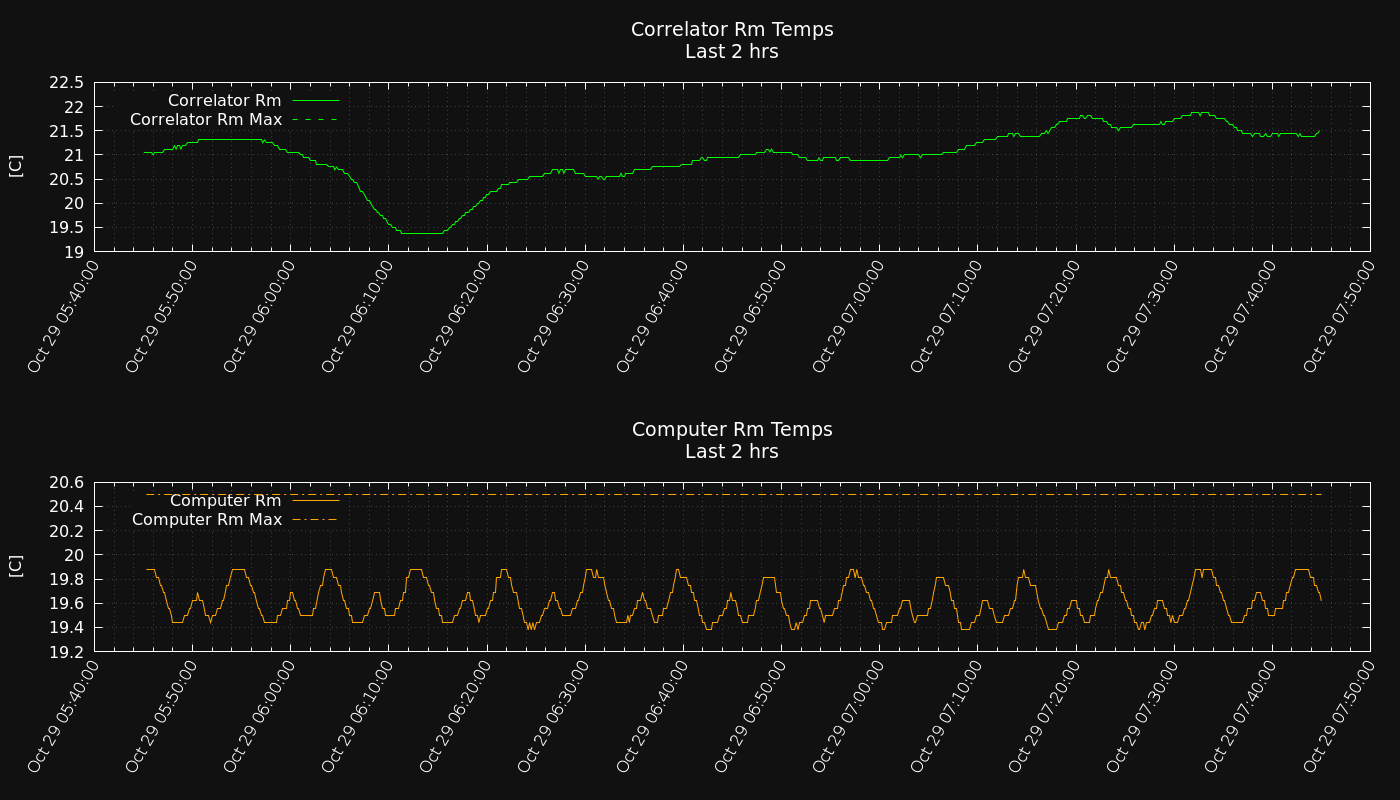 Correlator Rm Temps
Last 2 hrs
22.5
22
21.5
21
20.5
20
19.5
19
[C]
Correlator Rm
Correlator Rm Max
Oct 29 05:40:00
Oct 29 05:50:00
Oct 29 06:00:00
Oct 29 06:10:00
Oct 29 06:20:00
Oct 29 06:30:00
Oct 29 06:40:00
Oct 29 06:50:00
Oct 29 07:00:00
Oct 29 07:10:00
Oct 29 07:20:00
Oct 29 07:30:00
Oct 29 07:40:00
Oct 29 07:50:00
Computer Rm Temps
Last 2 hrs
20.6
20.4
20.2
20
19.8
19.6
19.4
19.2
[C]
Computer Rm
Computer Rm Max
Oct 29 05:40:00
Oct 29 05:50:00
Oct 29 06:00:00
Oct 29 06:10:00
Oct 29 06:20:00
Oct 29 06:30:00
Oct 29 06:40:00
Oct 29 06:50:00
Oct 29 07:00:00
Oct 29 07:10:00
Oct 29 07:20:00
Oct 29 07:30:00
Oct 29 07:40:00
Oct 29 07:50:00